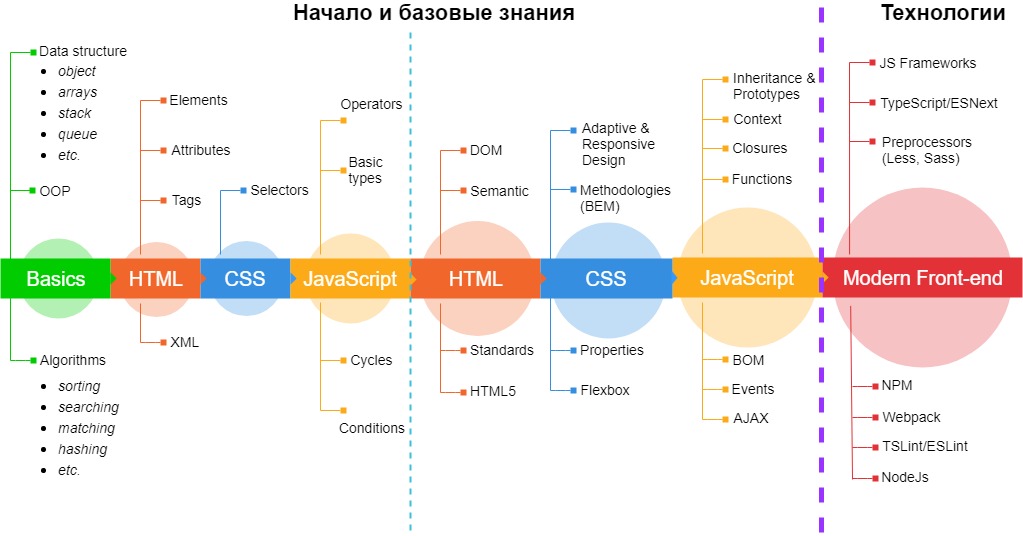 Начало и базовые знания
Технологии
Data structure
object
arrays
stack
queue
etc.
OOP
Basics
Algorithms
sorting
searching
matching
hashing
etc.
Elements
Attributes
Tags
HTML
XML
Selectors
CSS
Operators
Basic
types
JavaScript
Cycles
Conditions
DOM
Semantic
HTML
Standards
HTML5
Adaptive &
Responsive
Design
Methodologies
(BEM)
CSS
Properties
Flexbox
Inheritance &
Prototypes
Context
Closures
Functions
JavaScript
BOM
Events
AJAX
JS Frameworks
TypeScript/ESNext
Preprocessors
(Less, Sass)
Modern Front-end
NPM
Webpack
TSLint/ESLint
NodeJs